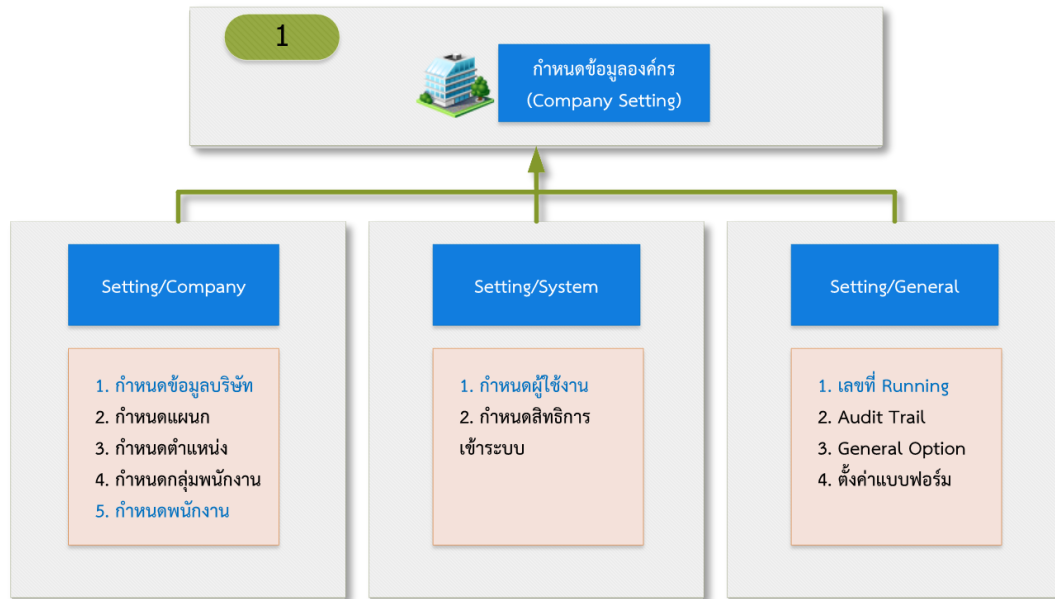 1
กำหนดข้อมูลองค์กร
(Company Setting)
Setting/Company
1. กำหนดข้อมูลบริษัท
2. กำหนดแผนก
3. กำหนดตำแหน่ง
4. กำหนดกลุ่มพนักงาน
5. กำหนดพนักงาน
Setting/System
1. กำหนดผู้ใช้งาน
2. กำหนดสิทธิการ
เข้าระบบ
Setting/General
1. เลขที่ Running
2. Audit Trail
3. General Option
4. ตั้งค่าแบบฟอร์ม